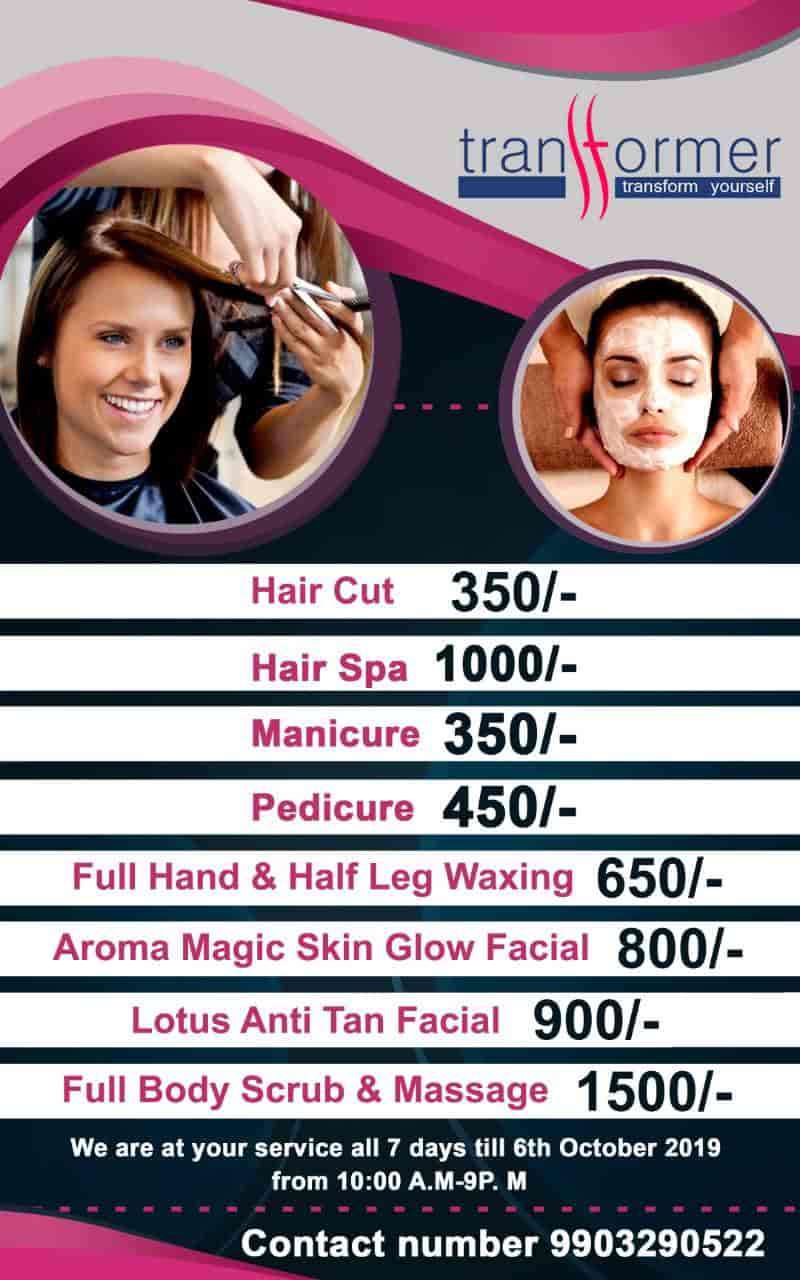 transformer
transform yourself
Hair Cut 350/-
Hair Spa 1000/-
Manicure 350/-
Pedicure 450/-
Full Hand & Half Leg Waxing 650/-
Aroma Magic Skin Glow Facial 800/-
Lotus Anti Tan Facial 900/-
Full Body Scrub & Massage 1500/-
We are at your service all 7 days till 6th October 2019
from 10:00 A.M-9P. M
Contact number 9903290522